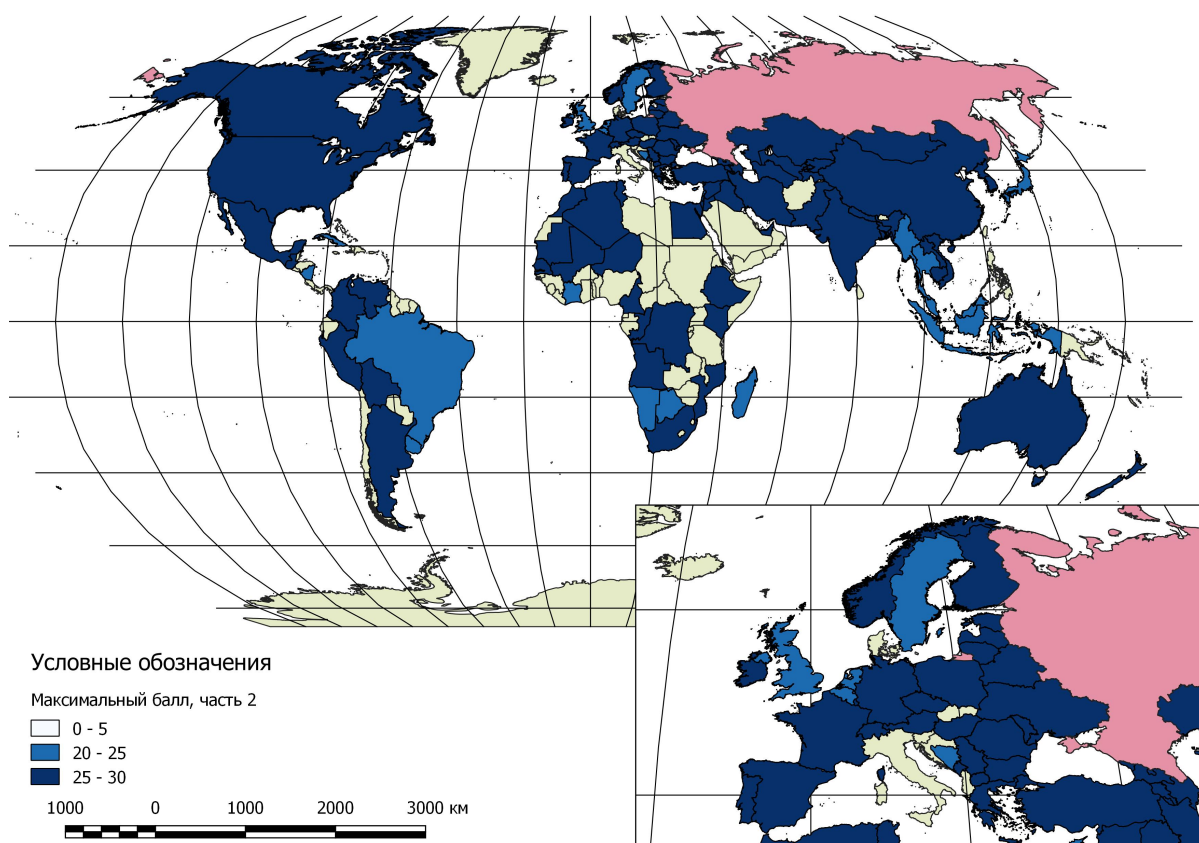 Условные обозначения
Максимальный балл, часть 2
0 - 5
20 - 25
25 - 30
1000 0 1000 2000 3000 км